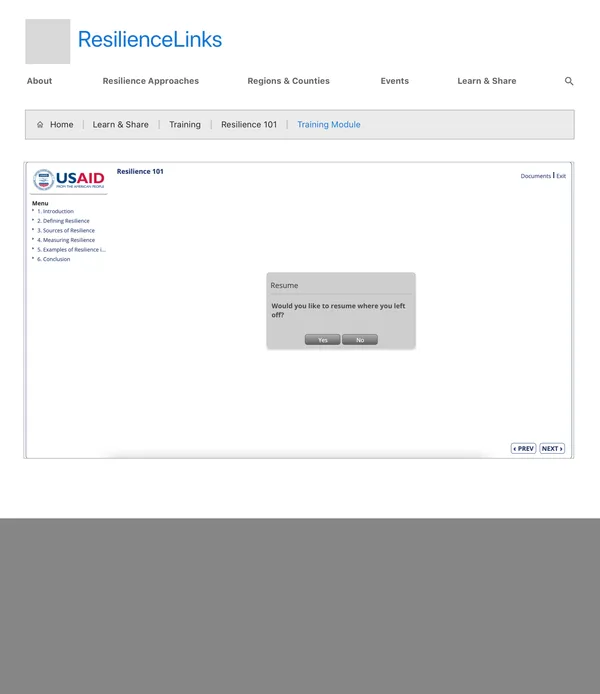 ResilienceLinks
About Resilience Approaches Regions & Counties Events Learn & Share
Home | Learn & Share | Training | Resilience 101 | Training Module
USAID
FROM THE AMERICAN PEOPLE
Resilience 101
Documents | Exit
Menu
1. Introduction
2. Defining Resilience
3. Sources of Resilience
4. Measuring Resilience
5. Examples of Resilience i...
6. Conclusion
Resume
Would you like to resume where you left
off?
Yes No
‹ PREV NEXT ›